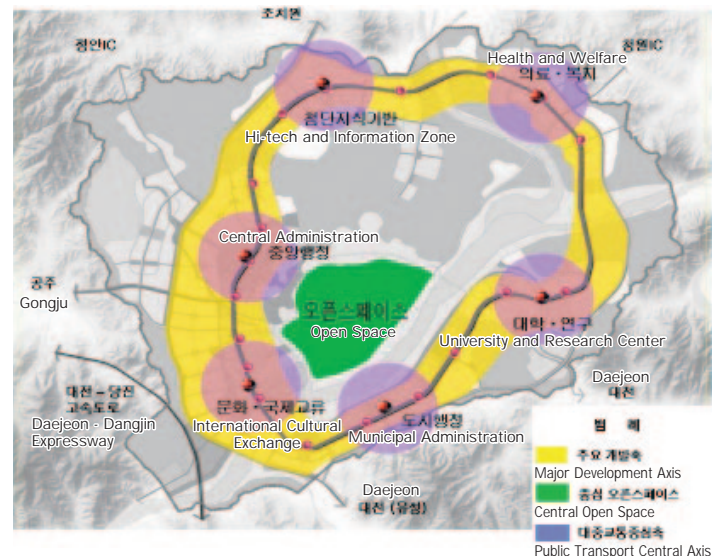 조치원
정안IC
청원IC
Health and Welfare
의료・복지
첨단지식기반
Hi-tech and Information Zone
Central Administration
중앙행정
공주
Gongju
오픈스페이스
Open Space
대학・연구
University and Research Center
대전 – 당진
고속도로
Daejeon - Dangjin
Expressway
문화・국제교류
International Cultural
Exchange
도시행정
Municipal Administration
Daejeon
대전
Daejeon
대전 (유성)
범 례
주요 개발축
Major Development Axis
중심 오픈스페이스
Central Open Space
대중교통중심축
Public Transport Central Axis